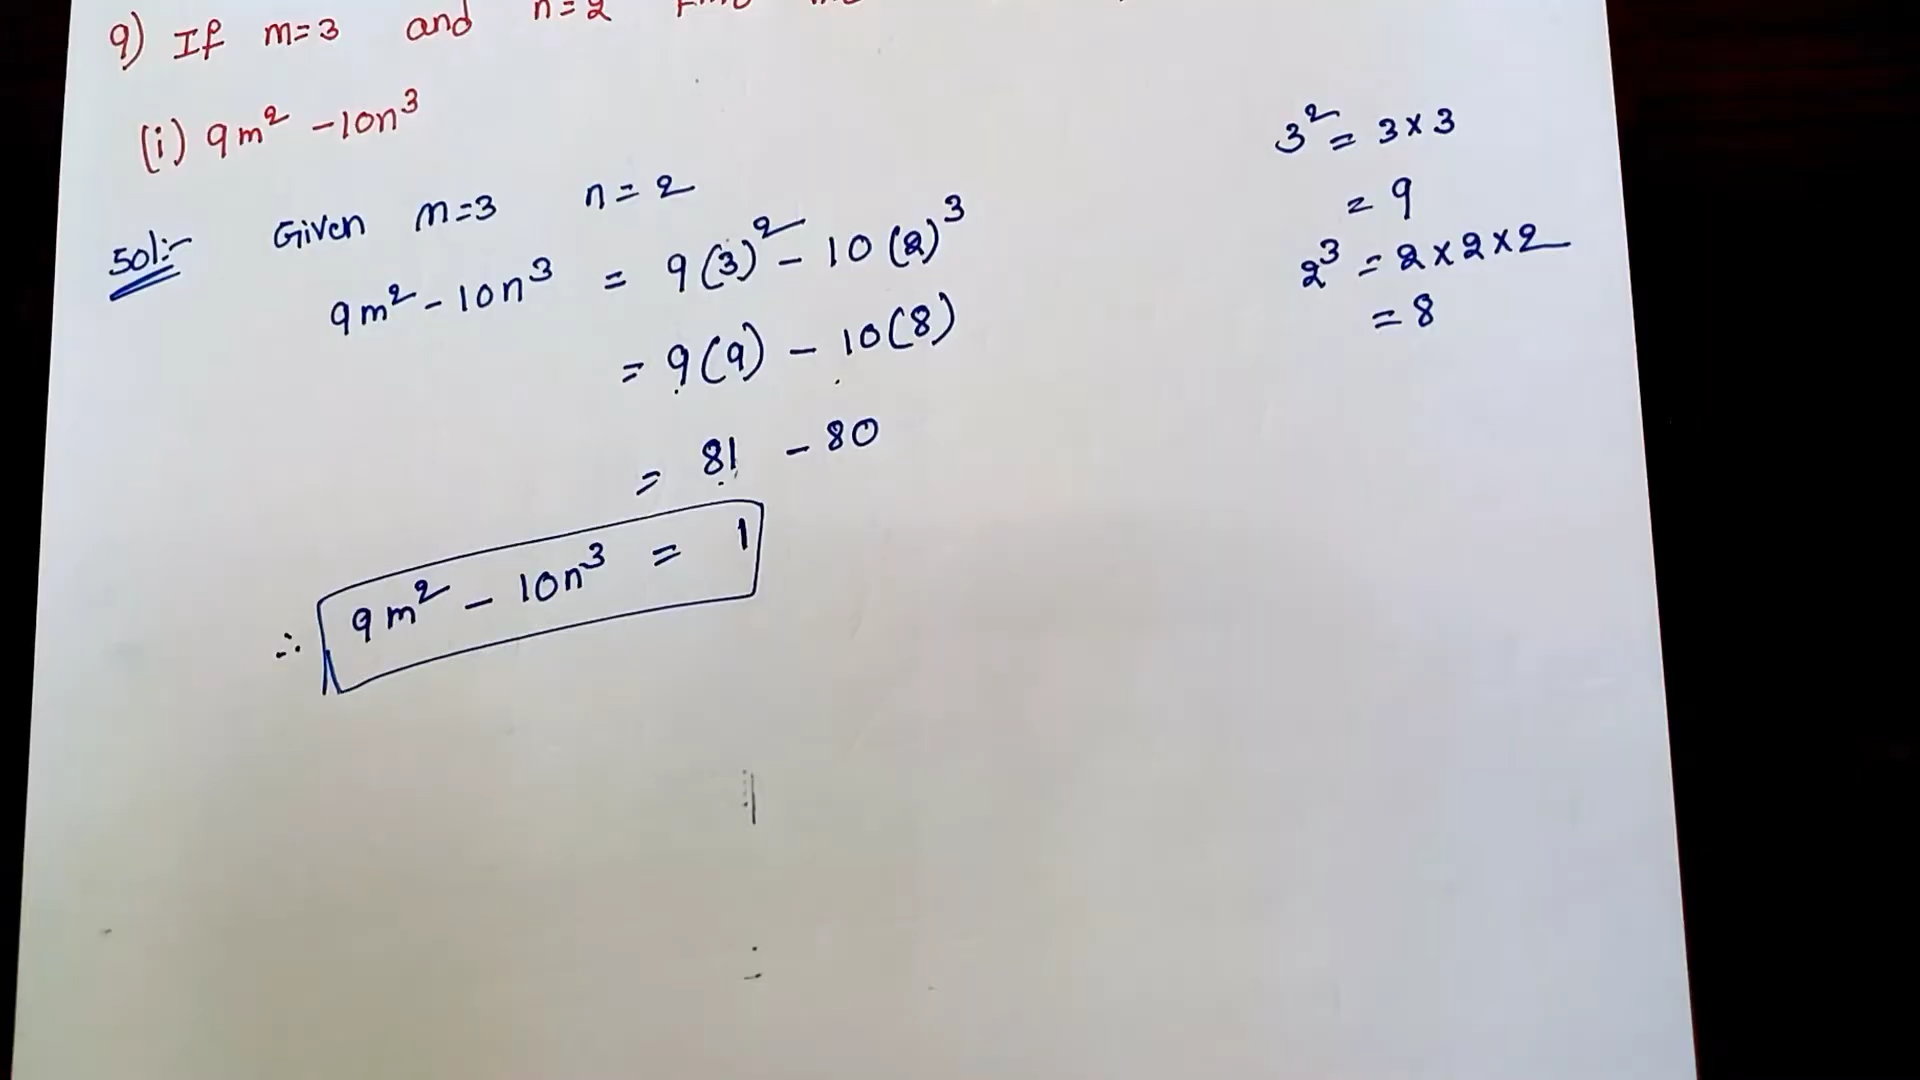 9) If m=3 and n=2 Find
(i) 9m² -10n³
Sol:- Given m=3 n=2
9m² - 10n³ = 9(3)² - 10(2)³
= 9(9) - 10(8)
= 81 - 80
∴ 9m² - 10n³ = 1
3² = 3×3
= 9
2³ = 2×2×2
= 8